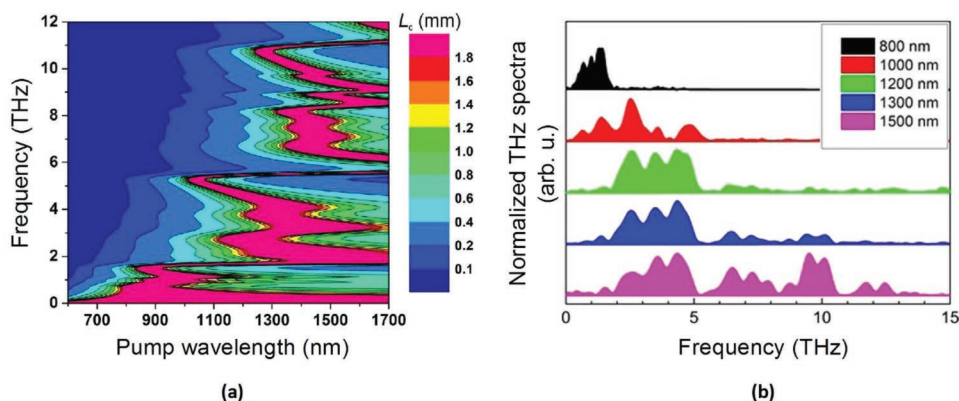 12
10
8
6
4
2
0
Frequency (THz)
700 900 1100 1300 1500 1700
Pump wavelength (nm)
Lc (mm)
1.8
1.6
1.4
1.2
1.0
0.8
0.6
0.4
0.2
0.1
(a)
Normalized THz spectra
(arb. u.)
800 nm
1000 nm
1200 nm
1300 nm
1500 nm
0 5 10 15
Frequency (THz)
(b)